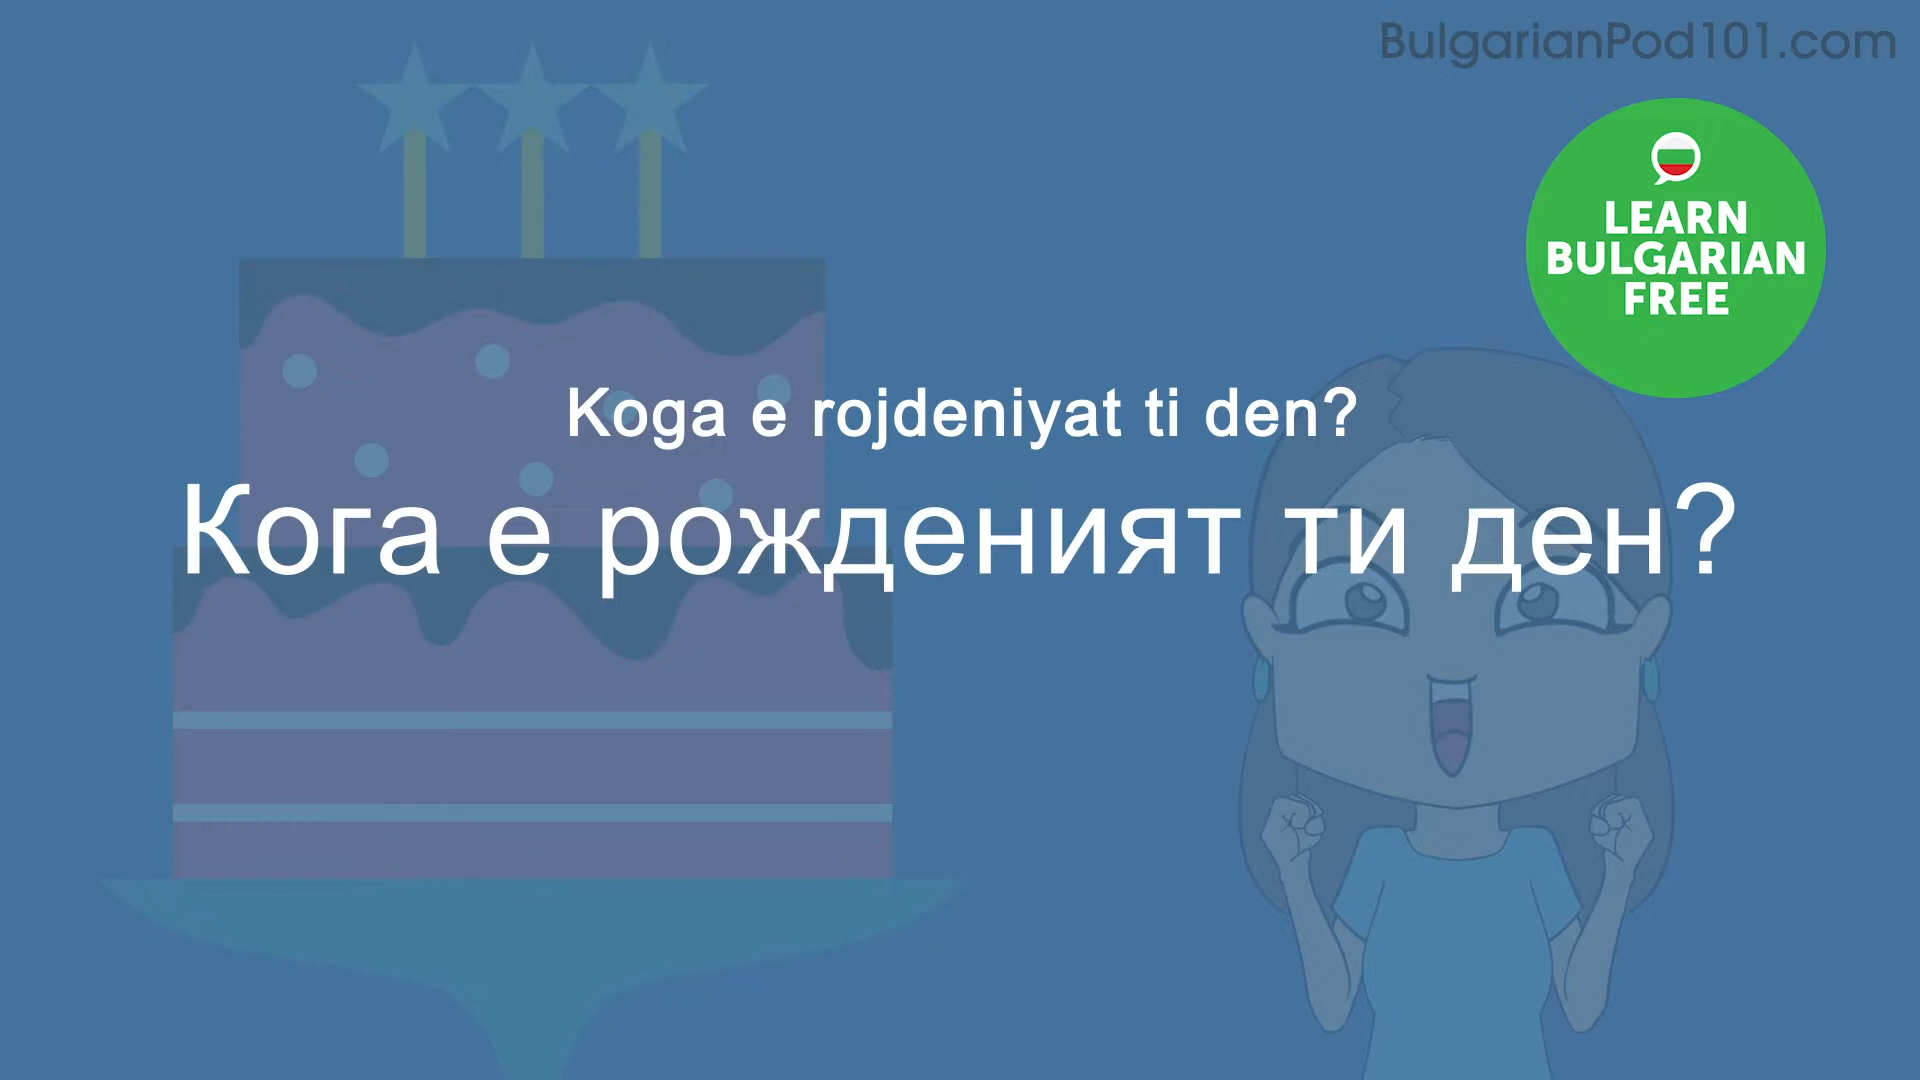 BulgarianPod101.com
LEARN
BULGARIAN
FREE
Koga e rojdeniyat ti den?
Кога е рожденият ти ден?